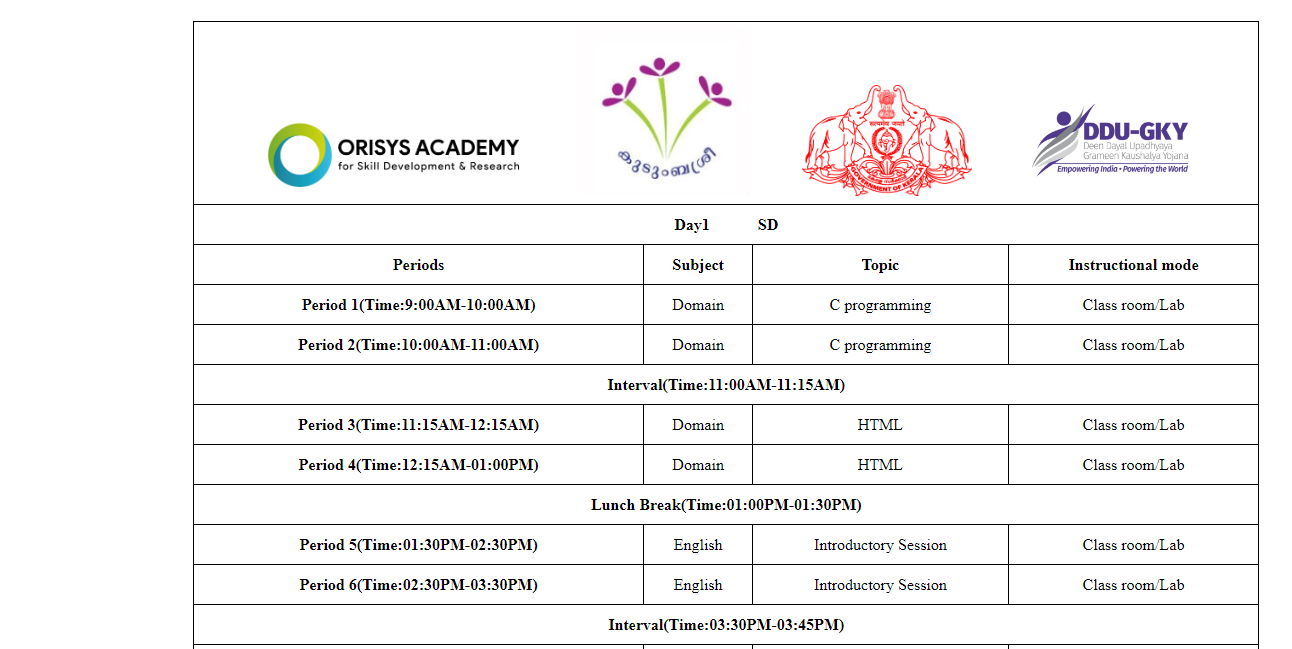 ORISYS ACADEMY
for Skill Development & Research
കുടുംബശ്രീ
सत्यमेव जयते
GOVERNMENT OF KERALA
DDU-GKY
Deen Dayal Upadhyaya
Grameen Kaushalya Yojana
Empowering India • Powering the World
Day1 SD
Periods Subject Topic Instructional mode
Period 1(Time:9:00AM-10:00AM) Domain C programming Class room/Lab
Period 2(Time:10:00AM-11:00AM) Domain C programming Class room/Lab
Interval(Time:11:00AM-11:15AM)
Period 3(Time:11:15AM-12:15AM) Domain HTML Class room/Lab
Period 4(Time:12:15AM-01:00PM) Domain HTML Class room/Lab
Lunch Break(Time:01:00PM-01:30PM)
Period 5(Time:01:30PM-02:30PM) English Introductory Session Class room/Lab
Period 6(Time:02:30PM-03:30PM) English Introductory Session Class room/Lab
Interval(Time:03:30PM-03:45PM)